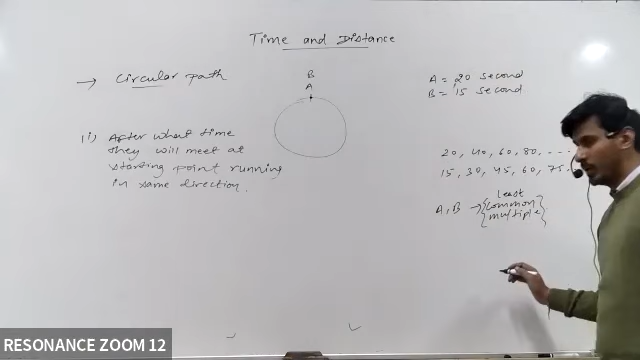 Time and Distance
→ Circular path
B
A
A = 20 second
B = 15 second
(i) After what time
they will meet at
starting point running
in same direction.
20, 40, 60, 80, ----
15, 30, 45, 60, 75,
A, B → {Least
Common
multiple}
RESONANCE ZOOM 12